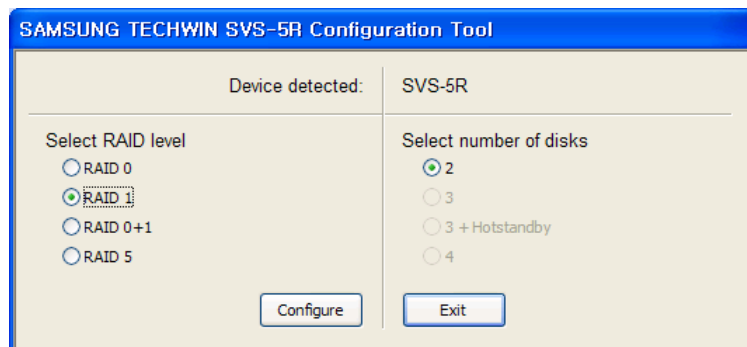 SAMSUNG TECHWIN SVS-5R Configuration Tool
Device detected: SVS-5R
Select RAID level
RAID 0
RAID 1
RAID 0+1
RAID 5
Configure
Select number of disks
2
3
3 + Hotstandby
4
Exit